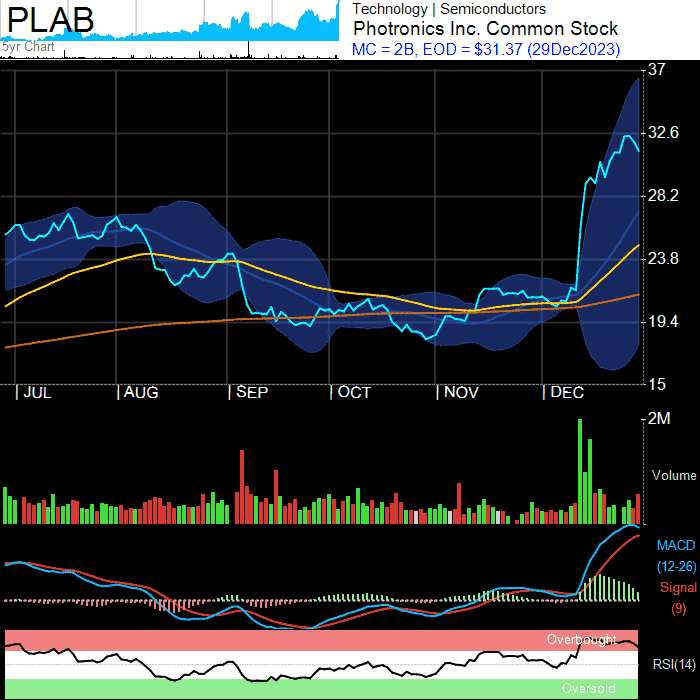 PLAB
5yr Chart
Technology | Semiconductors
Photronics Inc. Common Stock
MC = 2B, EOD = $31.37 (29Dec2023)
37
32.6
28.2
23.8
19.4
15
| JUL | AUG | SEP | OCT | NOV | DEC
2M
Volume
MACD
(12-26)
Signal
(9)
Overbought
RSI(14)
Oversold